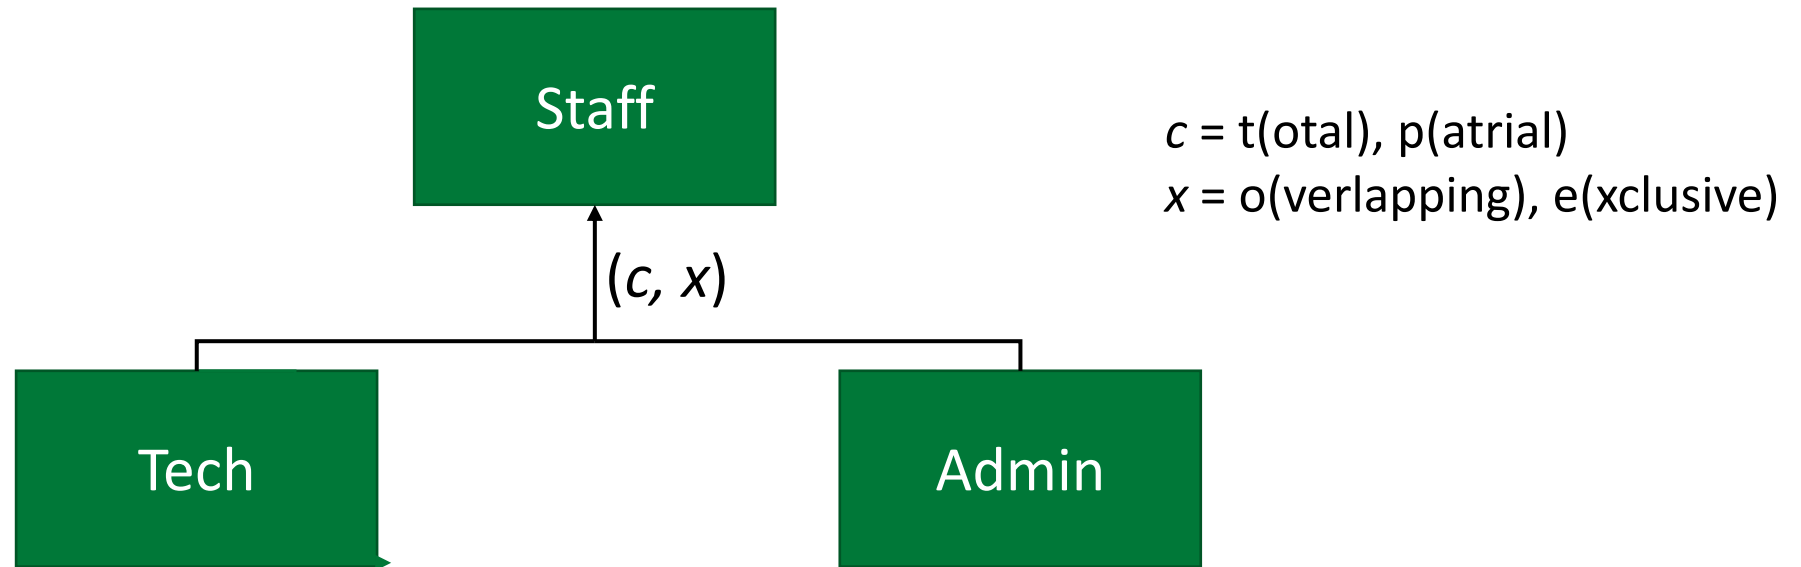 Staff
c = t(otal), p(atrial)
x = o(verlapping), e(xclusive)
(c, x)
Tech
Admin